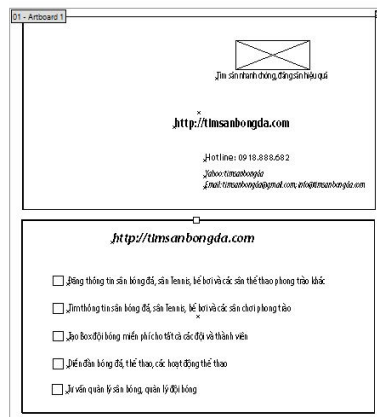 01 - Artboard 1
Tìm sân nhanh chóng, đăng sân hiệu quả
http://timsanbongda.com
Hotline: 0918.888.682
Yahoo: timsanbongda
Email: timsanbongda@gmail.com, info@timsanbongda.com
http://timsanbongda.com
Đăng thông tin sân bóng đá, sân Tennis, bể bơi và các sân thể thao phong trào khác
Tìm thông tin sân bóng đá, sân Tennis, bể bơi và các sân chơi phong trào
Tạo Box đội bóng miễn phí cho tất cả các đội và thành viên
Diễn đàn bóng đá, thể thao, các hoạt động thể thao
Tư vấn quản lý sân bóng, quản lý đội bóng